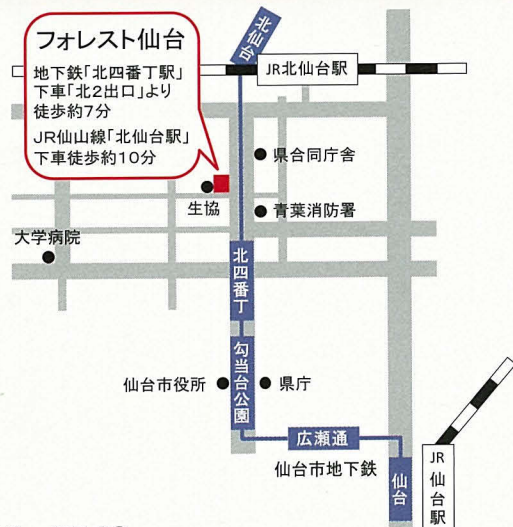 フォレスト仙台
地下鉄「北四番丁駅」
下車「北2出口」より
徒歩約7分
JR仙山線「北仙台駅」
下車徒歩約10分
北仙台
JR北仙台駅
県合同庁舎
生協
青葉消防署
大学病院
北四番丁
勾当台公園
仙台市役所
県庁
広瀬通
仙台市地下鉄
仙台
JR仙台駅